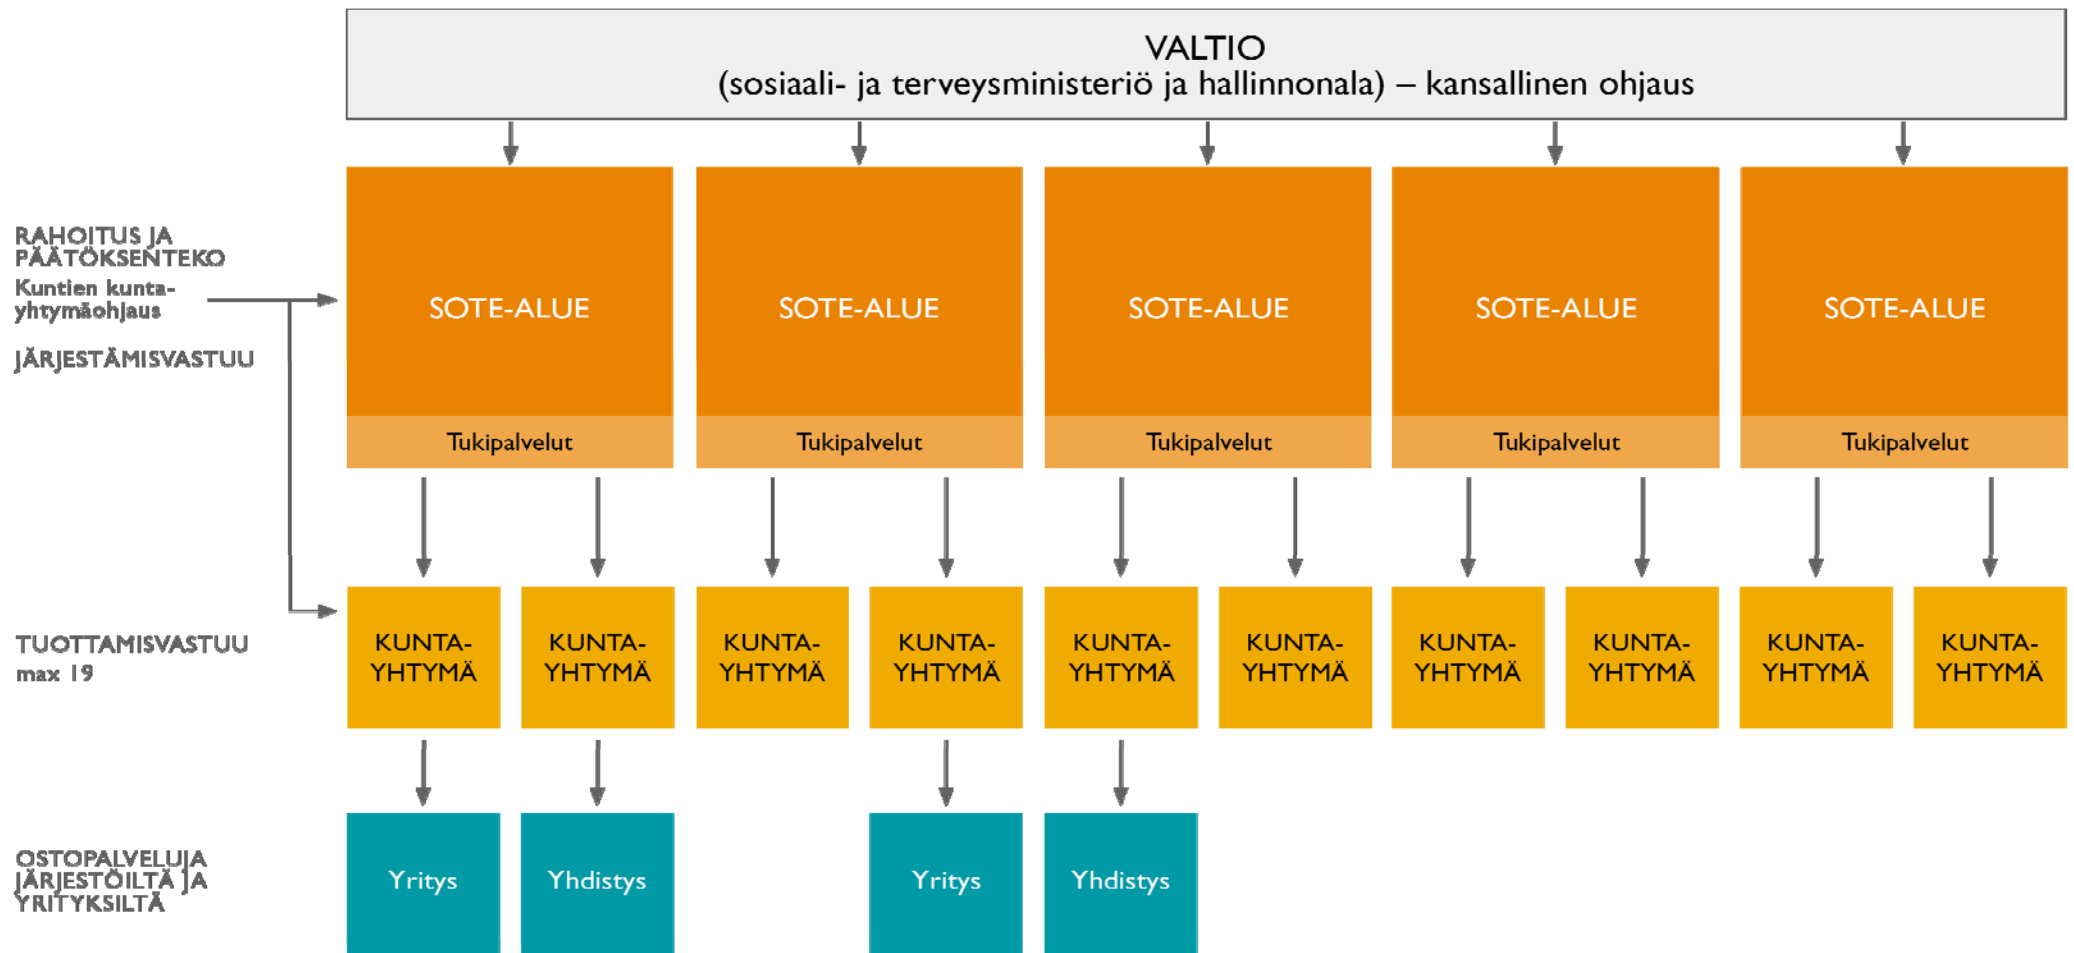 VALTIO
(sosiaali- ja terveysministeriö ja hallinnonala) – kansallinen ohjaus
RAHOITUS JA
PÄÄTÖKSENTEKO
Kuntien kunta-
yhtymäohjaus
JÄRJESTÄMISVASTUU
SOTE-ALUE
SOTE-ALUE
SOTE-ALUE
SOTE-ALUE
SOTE-ALUE
Tukipalvelut
Tukipalvelut
Tukipalvelut
Tukipalvelut
Tukipalvelut
TUOTTAMISVASTUU
max 19
KUNTA-
YHTYMÄ
KUNTA-
YHTYMÄ
KUNTA-
YHTYMÄ
KUNTA-
YHTYMÄ
KUNTA-
YHTYMÄ
KUNTA-
YHTYMÄ
KUNTA-
YHTYMÄ
KUNTA-
YHTYMÄ
KUNTA-
YHTYMÄ
KUNTA-
YHTYMÄ
OSTOPALVELUJA
JÄRJESTÖILTÄ JA
YRITYKSILTÄ
Yritys
Yhdistys
Yritys
Yhdistys